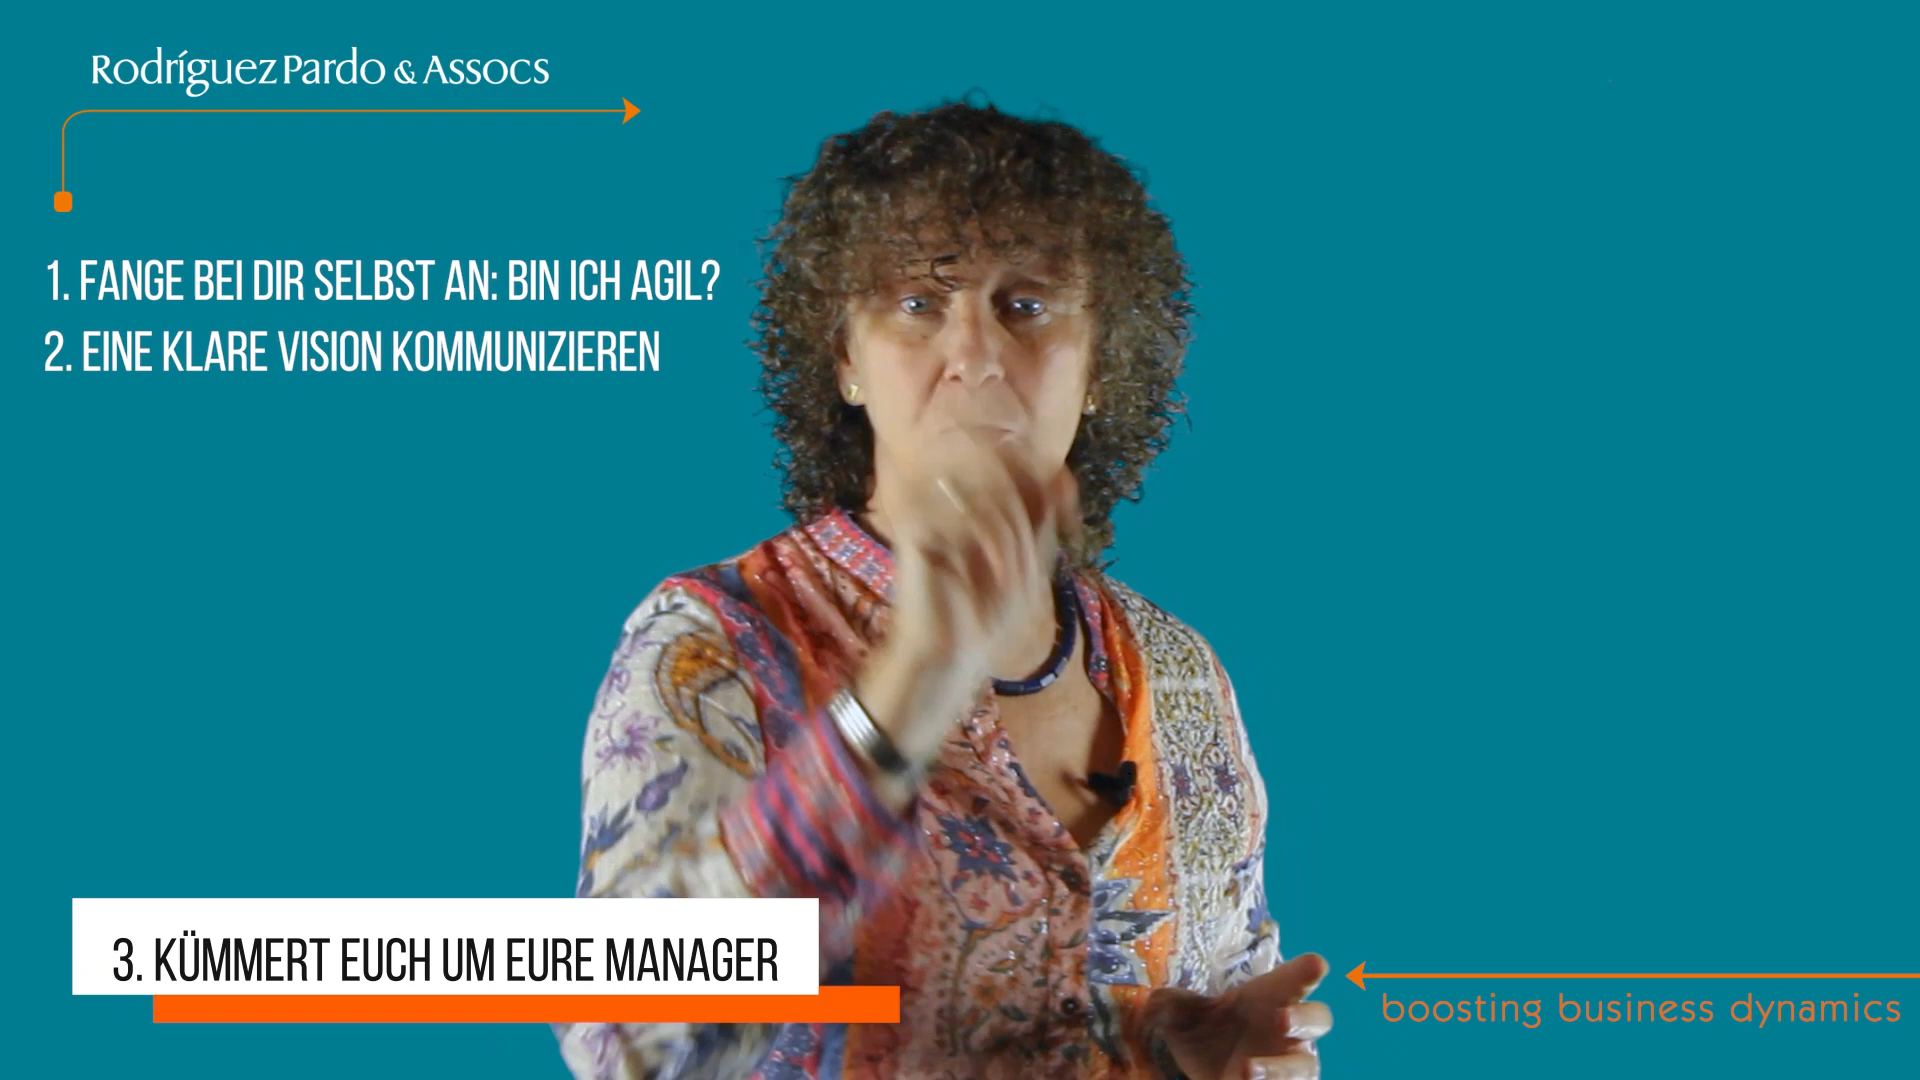 Rodríguez Pardo & Assocs
1. FANGE BEI DIR SELBST AN: BIN ICH AGIL?
2. EINE KLARE VISION KOMMUNIZIEREN
3. KÜMMERT EUCH UM EURE MANAGER
boosting business dynamics